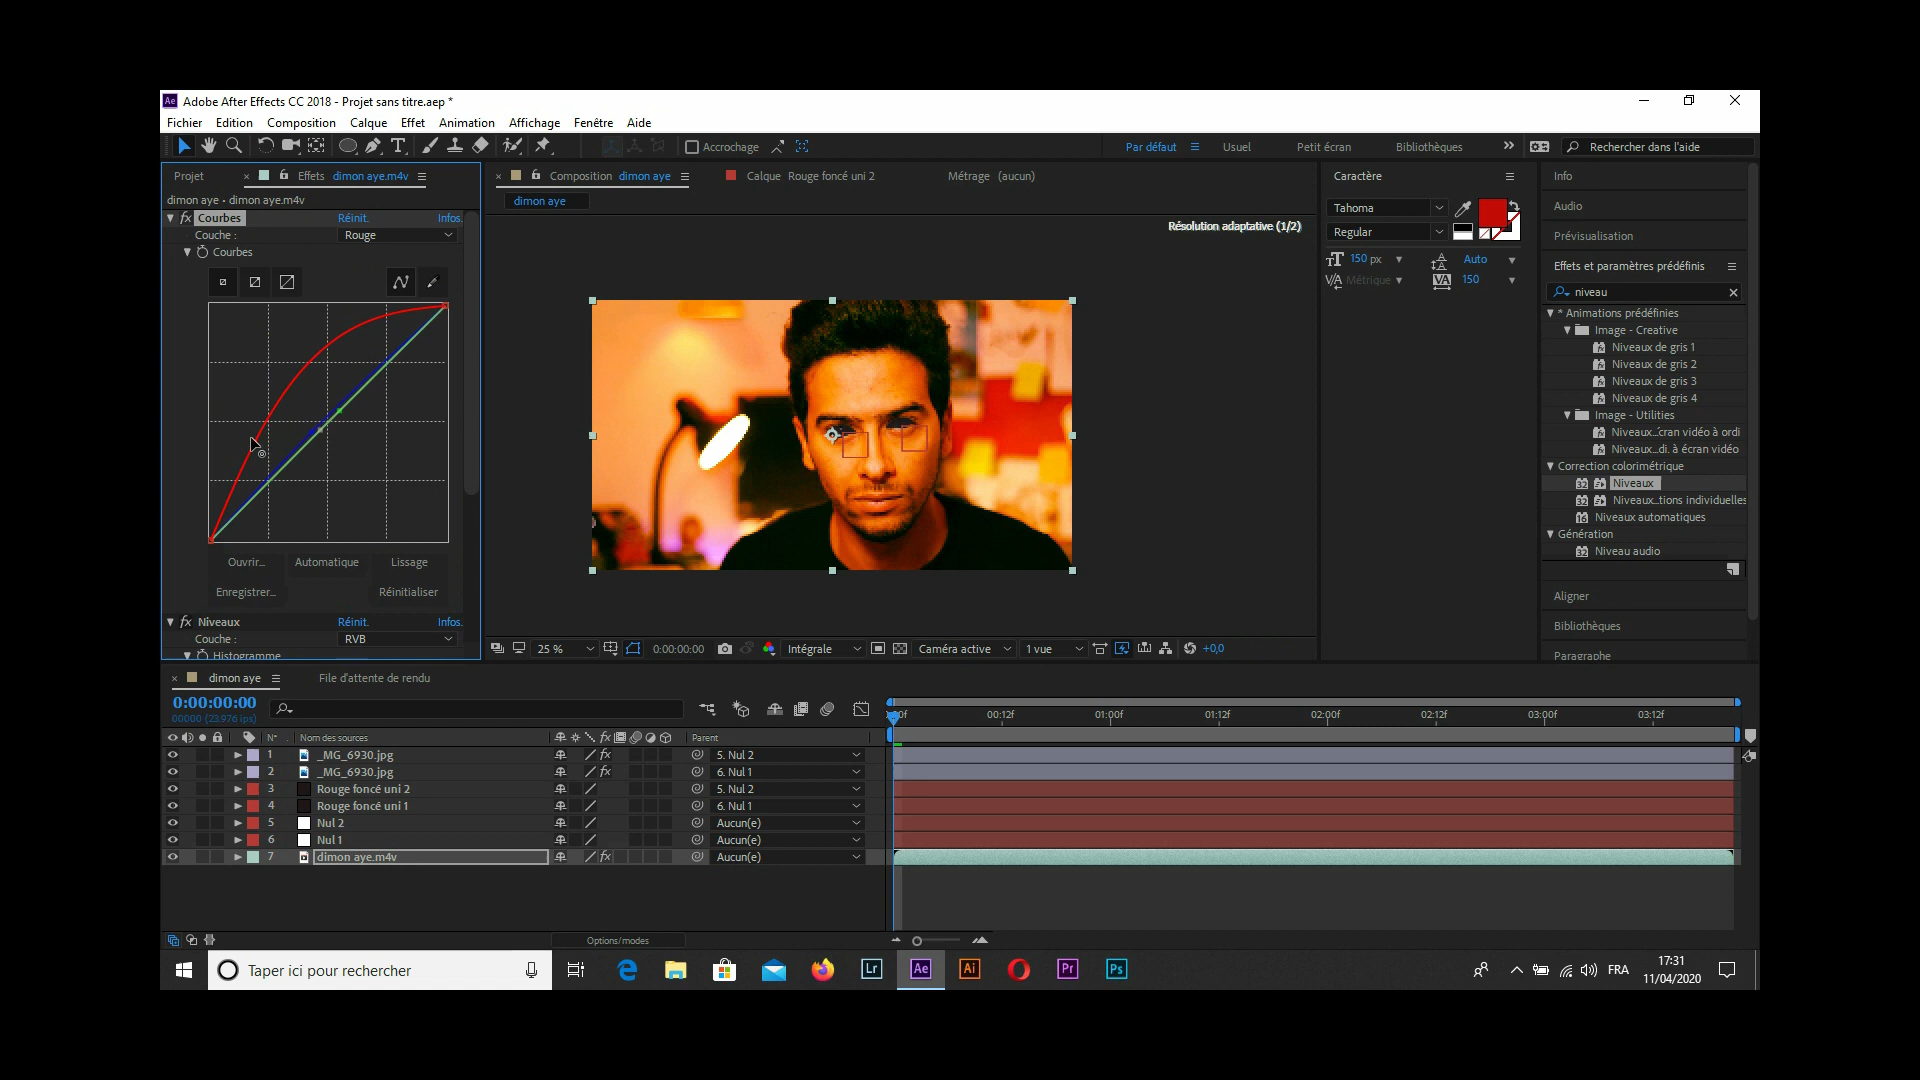 Adobe After Effects CC 2018 - Projet sans titre.aep *
Fichier Edition Composition Calque Effet Animation Affichage Fenêtre Aide
Accrochage Par défaut Usuel Petit écran Bibliothèques Rechercher dans l'aide
Projet Effets dimon aye.m4v
dimon aye • dimon aye.m4v
Courbes Réinit. Infos.
Couche : Rouge
Courbes
Ouvrir... Automatique Lissage
Enregistrer... Réinitialiser
Niveaux Réinit. Infos.
Couche : RVB
Histogramme
Composition dimon aye Calque Rouge foncé uni 2 Métrage (aucun)
dimon aye
Résolution adaptative (1/2)
25 % 0:00:00:00 Intégrale Caméra active 1 vue +0,0
Caractère
Tahoma
Regular
150 px Auto
Métrique 150
Info
Audio
Prévisualisation
Effets et paramètres prédéfinis
niveau
* Animations prédéfinies
Image - Creative
Niveaux de gris 1
Niveaux de gris 2
Niveaux de gris 3
Niveaux de gris 4
Image - Utilities
Niveaux...cran vidéo à ordi
Niveaux...di. à écran vidéo
Correction colorimétrique
32 Niveaux
32 Niveaux...tions individuelles
16 Niveaux automatiques
Génération
32 Niveau audio
Aligner
Bibliothèques
Paragraphe
dimon aye File d'attente de rendu
0:00:00:00
00000 (23.976 ips)
00:12f 01:00f 01:12f 02:00f 02:12f 03:00f 03:12f
N° Nom des sources Parent
1 _MG_6930.jpg 5. Nul 2
2 _MG_6930.jpg 6. Nul 1
3 Rouge foncé uni 2 5. Nul 2
4 Rouge foncé uni 1 6. Nul 1
5 Nul 2 Aucun(e)
6 Nul 1 Aucun(e)
7 dimon aye.m4v Aucun(e)
Options/modes
Taper ici pour rechercher Lr Ae Ai Pr Ps FRA 17:31
11/04/2020